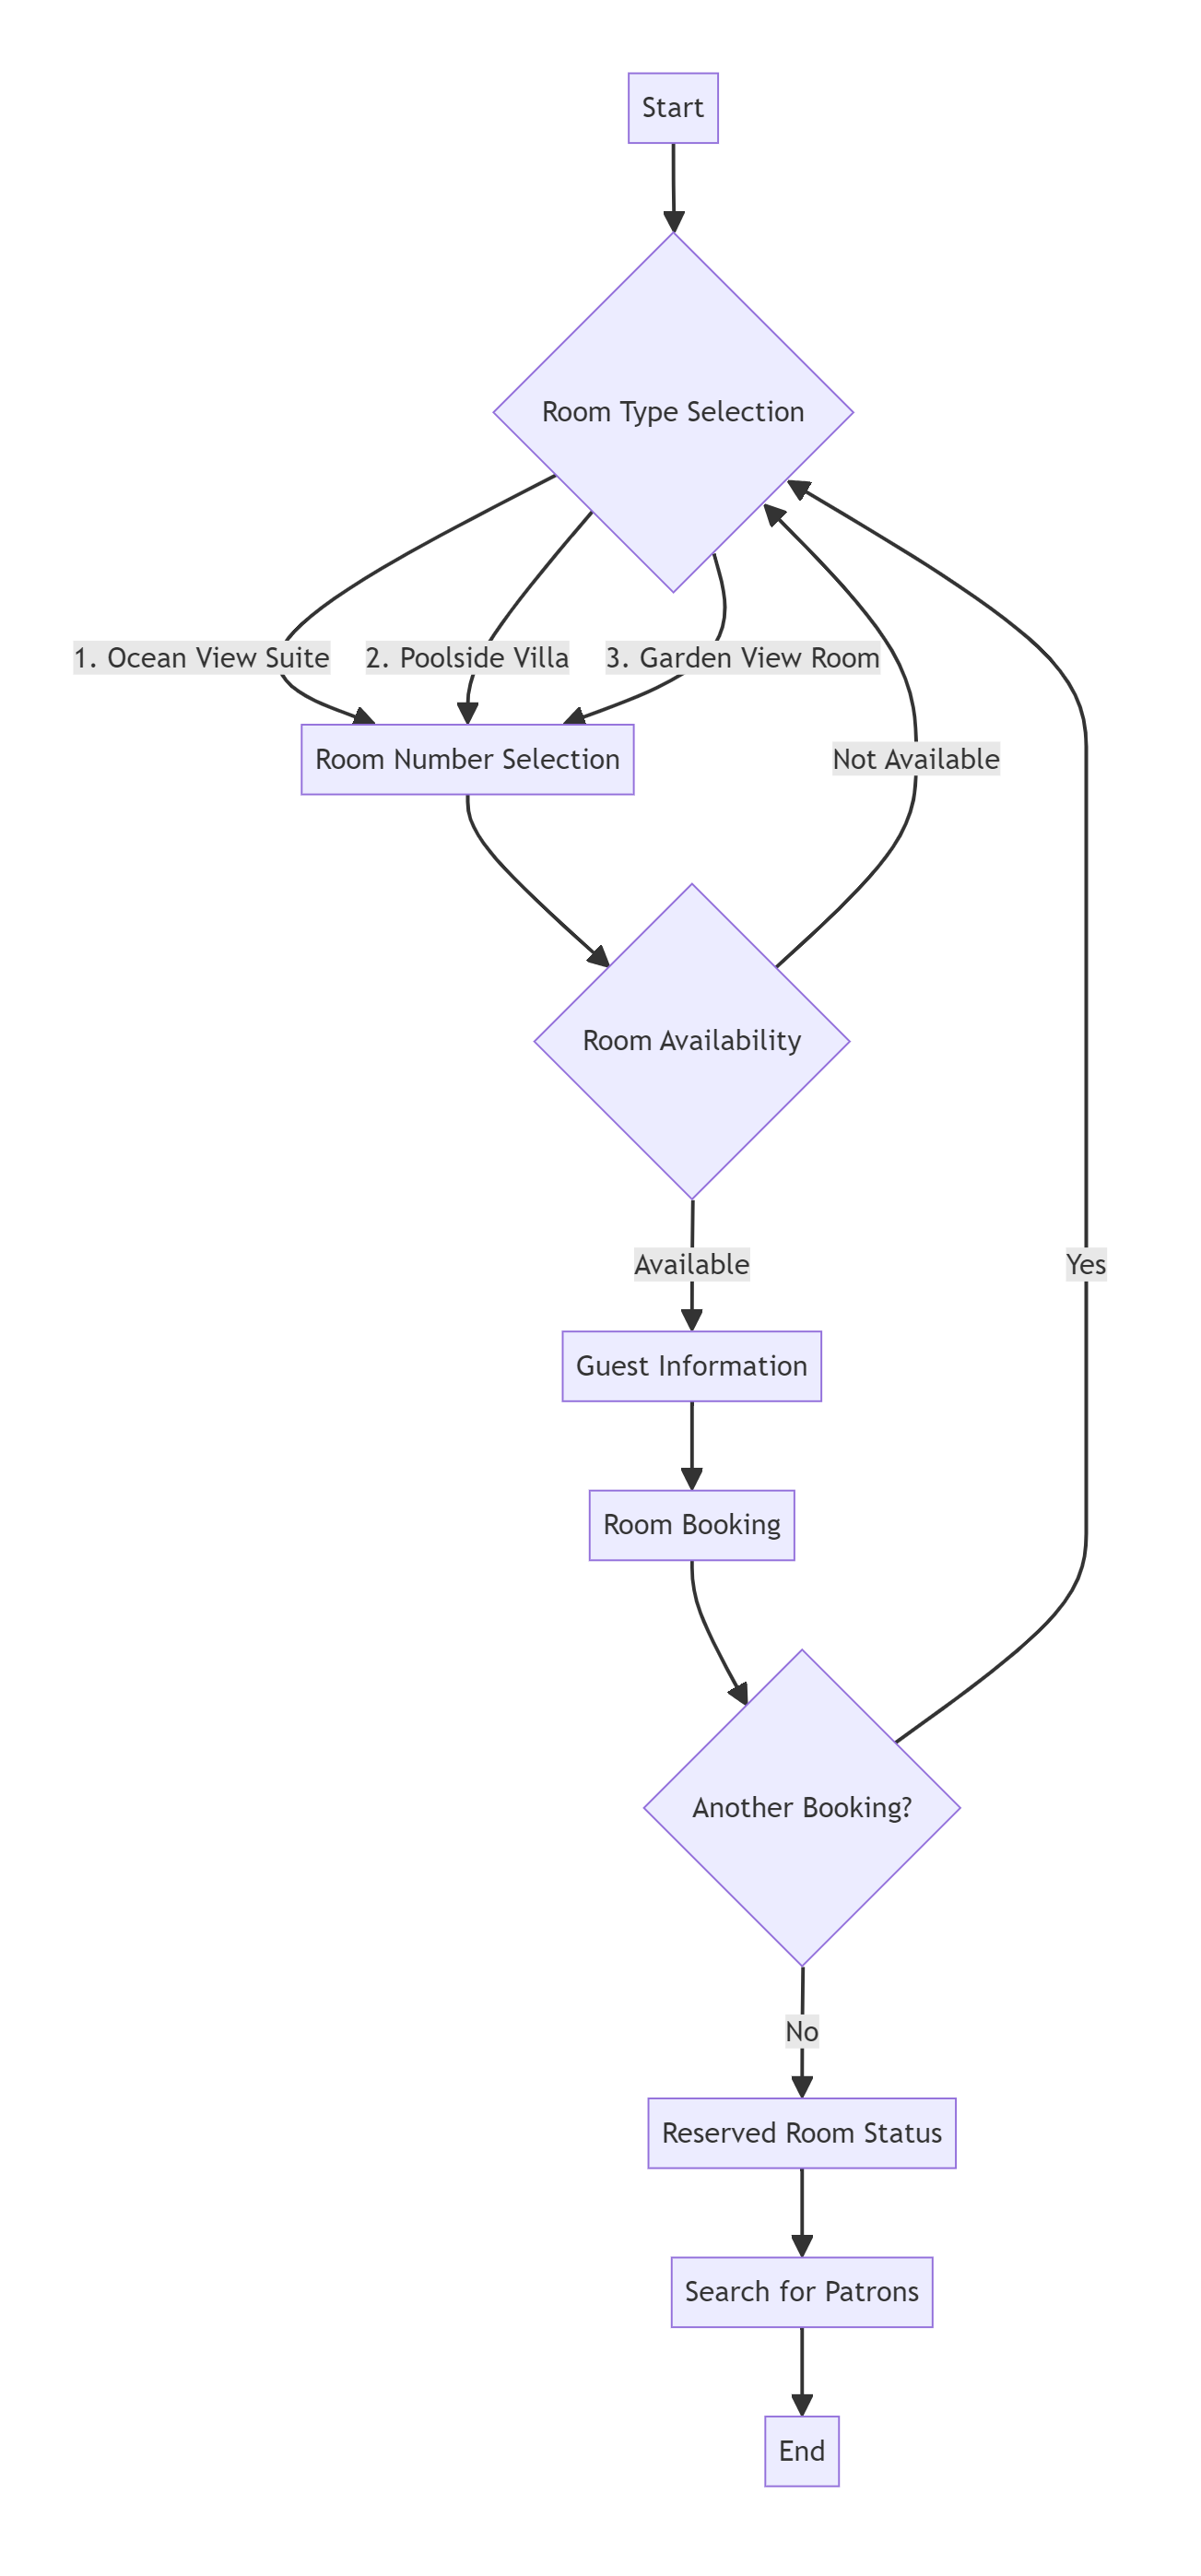 Start
Room Type Selection
1. Ocean View Suite
2. Poolside Villa
3. Garden View Room
Room Number Selection
Not Available
Room Availability
Available
Yes
Guest Information
Room Booking
Another Booking?
No
Reserved Room Status
Search for Patrons
End